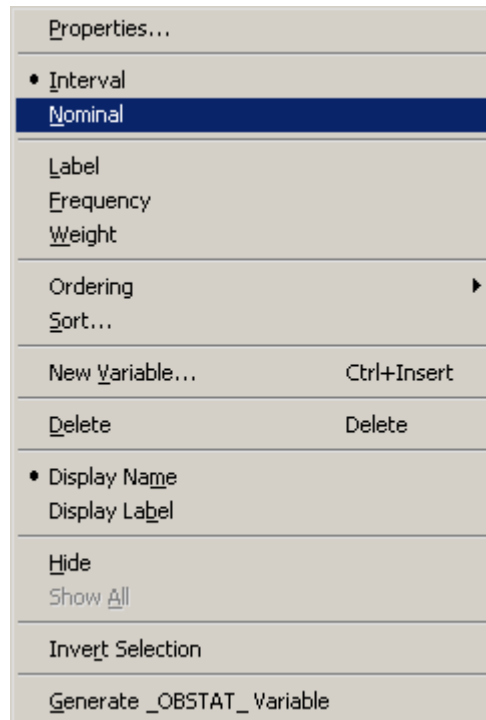 Properties...
Interval
Nominal
Label
Frequency
Weight
Ordering
Sort...
New Variable... Ctrl+Insert
Delete Delete
Display Name
Display Label
Hide
Show All
Invert Selection
Generate _OBSTAT_ Variable